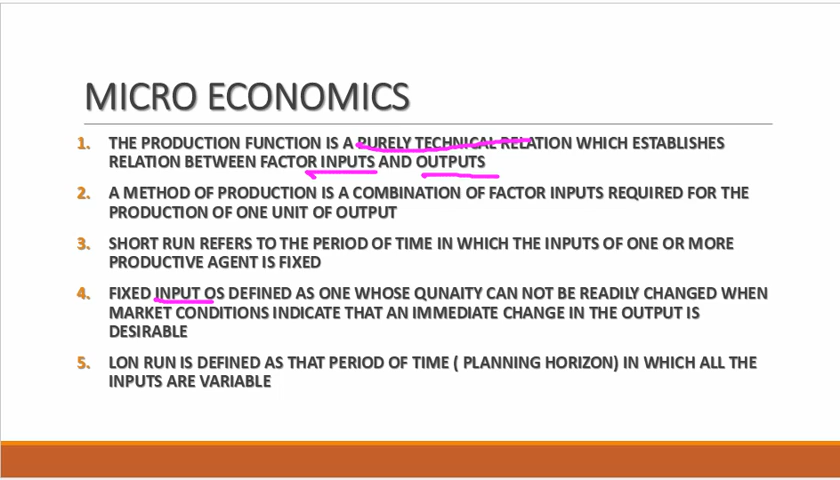 MICRO ECONOMICS
1. THE PRODUCTION FUNCTION IS A PURELY TECHNICAL RELATION WHICH ESTABLISHES
RELATION BETWEEN FACTOR INPUTS AND OUTPUTS
2. A METHOD OF PRODUCTION IS A COMBINATION OF FACTOR INPUTS REQUIRED FOR THE
PRODUCTION OF ONE UNIT OF OUTPUT
3. SHORT RUN REFERS TO THE PERIOD OF TIME IN WHICH THE INPUTS OF ONE OR MORE
PRODUCTIVE AGENT IS FIXED
4. FIXED INPUT OS DEFINED AS ONE WHOSE QUNAITY CAN NOT BE READILY CHANGED WHEN
MARKET CONDITIONS INDICATE THAT AN IMMEDIATE CHANGE IN THE OUTPUT IS
DESIRABLE
5. LON RUN IS DEFINED AS THAT PERIOD OF TIME ( PLANNING HORIZON) IN WHICH ALL THE
INPUTS ARE VARIABLE